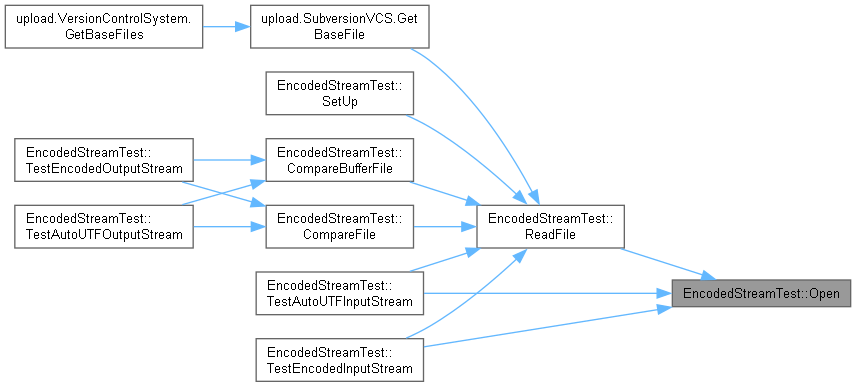 upload.VersionControlSystem.
GetBaseFiles
upload.SubversionVCS.Get
BaseFile
EncodedStreamTest::
SetUp
EncodedStreamTest::
TestEncodedOutputStream
EncodedStreamTest::
CompareBufferFile
EncodedStreamTest::
TestAutoUTFOutputStream
EncodedStreamTest::
CompareFile
EncodedStreamTest::
ReadFile
EncodedStreamTest::
TestAutoUTFInputStream
EncodedStreamTest::Open
EncodedStreamTest::
TestEncodedInputStream